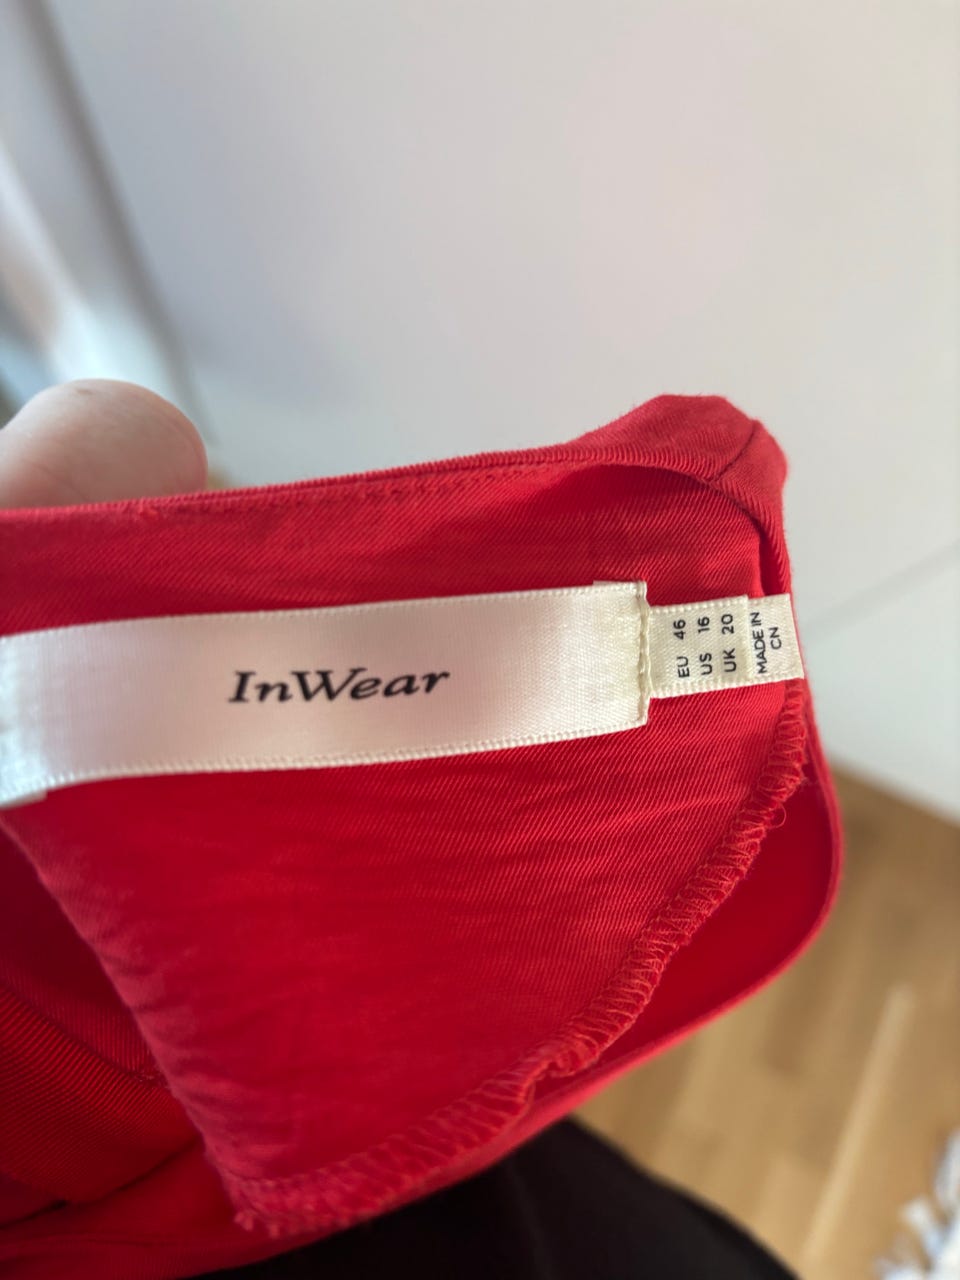 InWear
EU 46
US 16
UK 20
MADE IN
CN